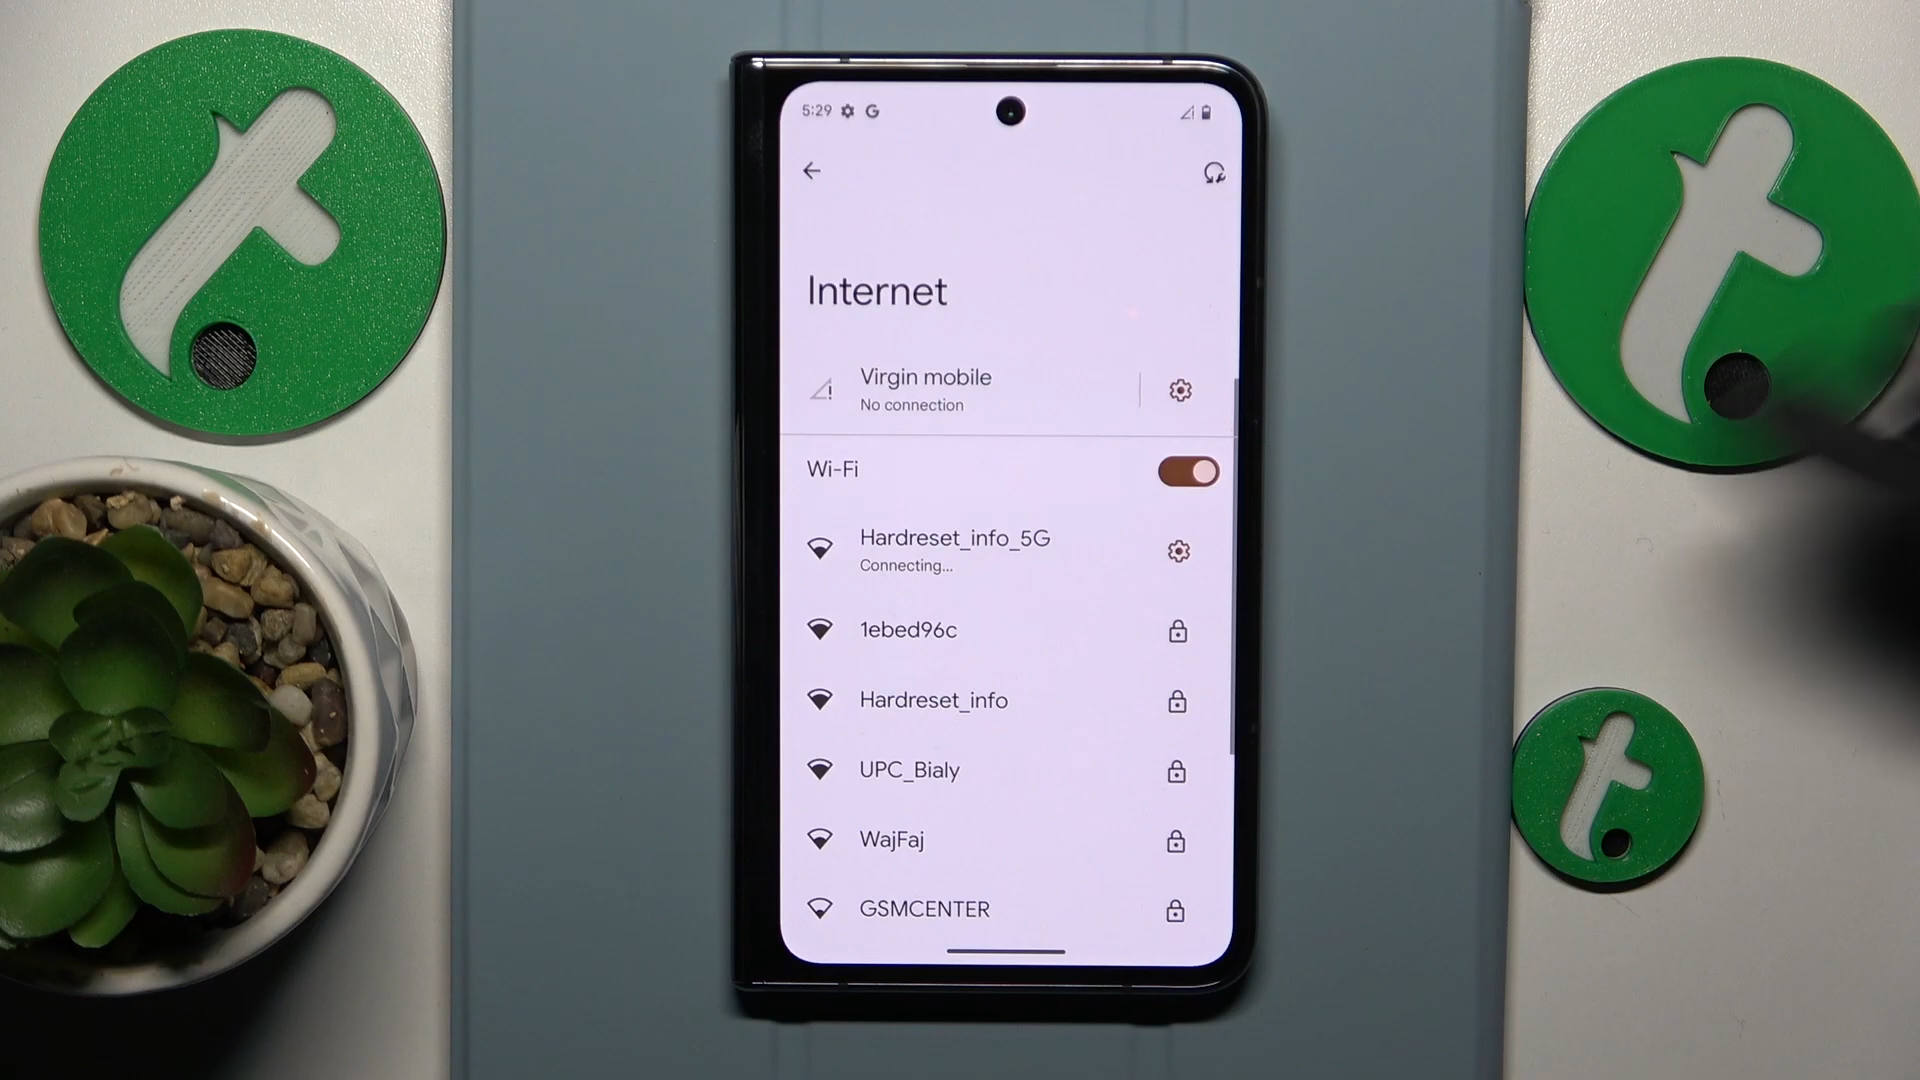 5:29 G
Internet
Virgin mobile
No connection
Wi-Fi
Hardreset_info_5G
Connecting...
1ebed96c
Hardreset_info
UPC_Bialy
WajFaj
GSMCENTER